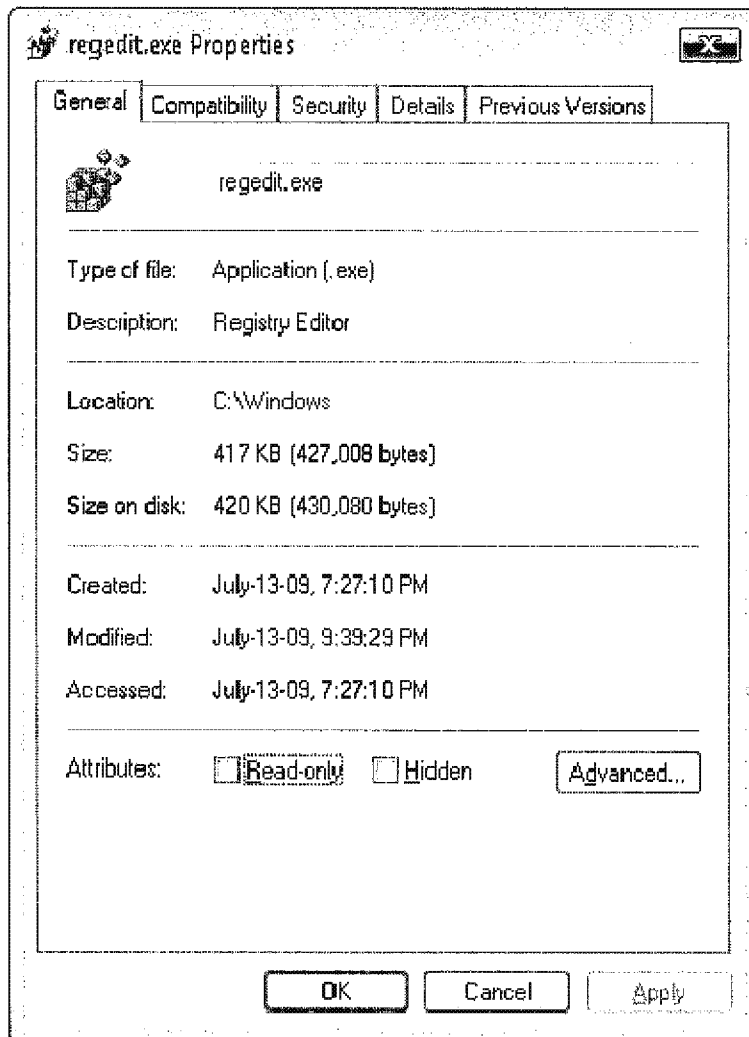 regedit.exe Properties
General Compatibility Security Details Previous Versions
regedit.exe
Type of file: Application (.exe)
Description: Registry Editor
Location: C:\Windows
Size: 417 KB (427,008 bytes)
Size on disk: 420 KB (430,080 bytes)
Created: July-13-09, 7:27:10 PM
Modified: July-13-09, 9:39:29 PM
Accessed: July-13-09, 7:27:10 PM
Attributes: Read-only Hidden Advanced...
OK Cancel Apply